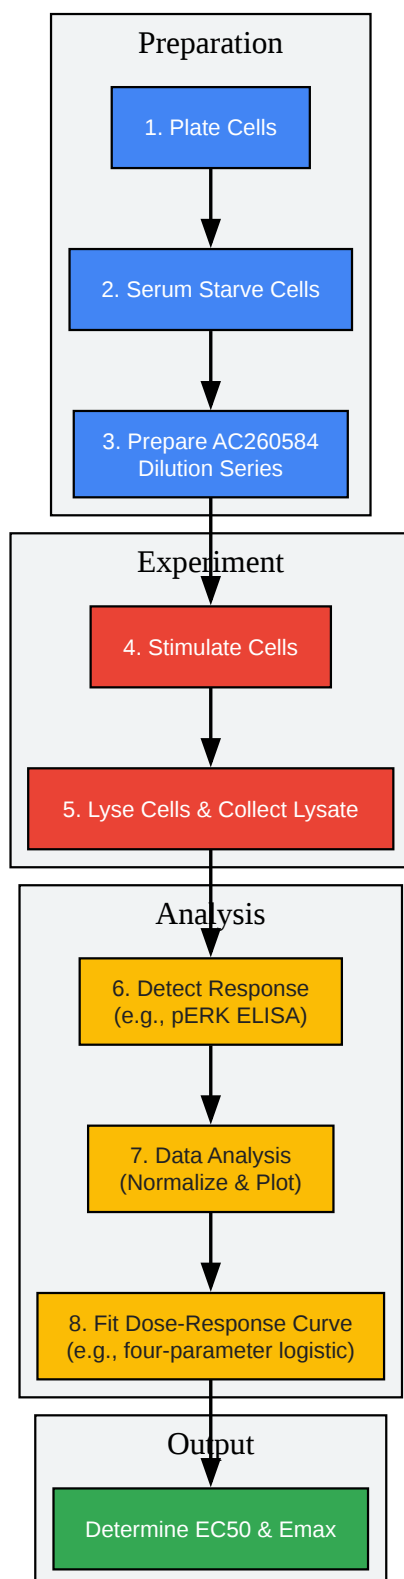 Preparation
1. Plate Cells
2. Serum Starve Cells
3. Prepare AC260584
Dilution Series
Experiment
4. Stimulate Cells
5. Lyse Cells & Collect Lysate
Analysis
6. Detect Response
(e.g., pERK ELISA)
7. Data Analysis
(Normalize & Plot)
8. Fit Dose-Response Curve
(e.g., four-parameter logistic)
Output
Determine EC50 & Emax